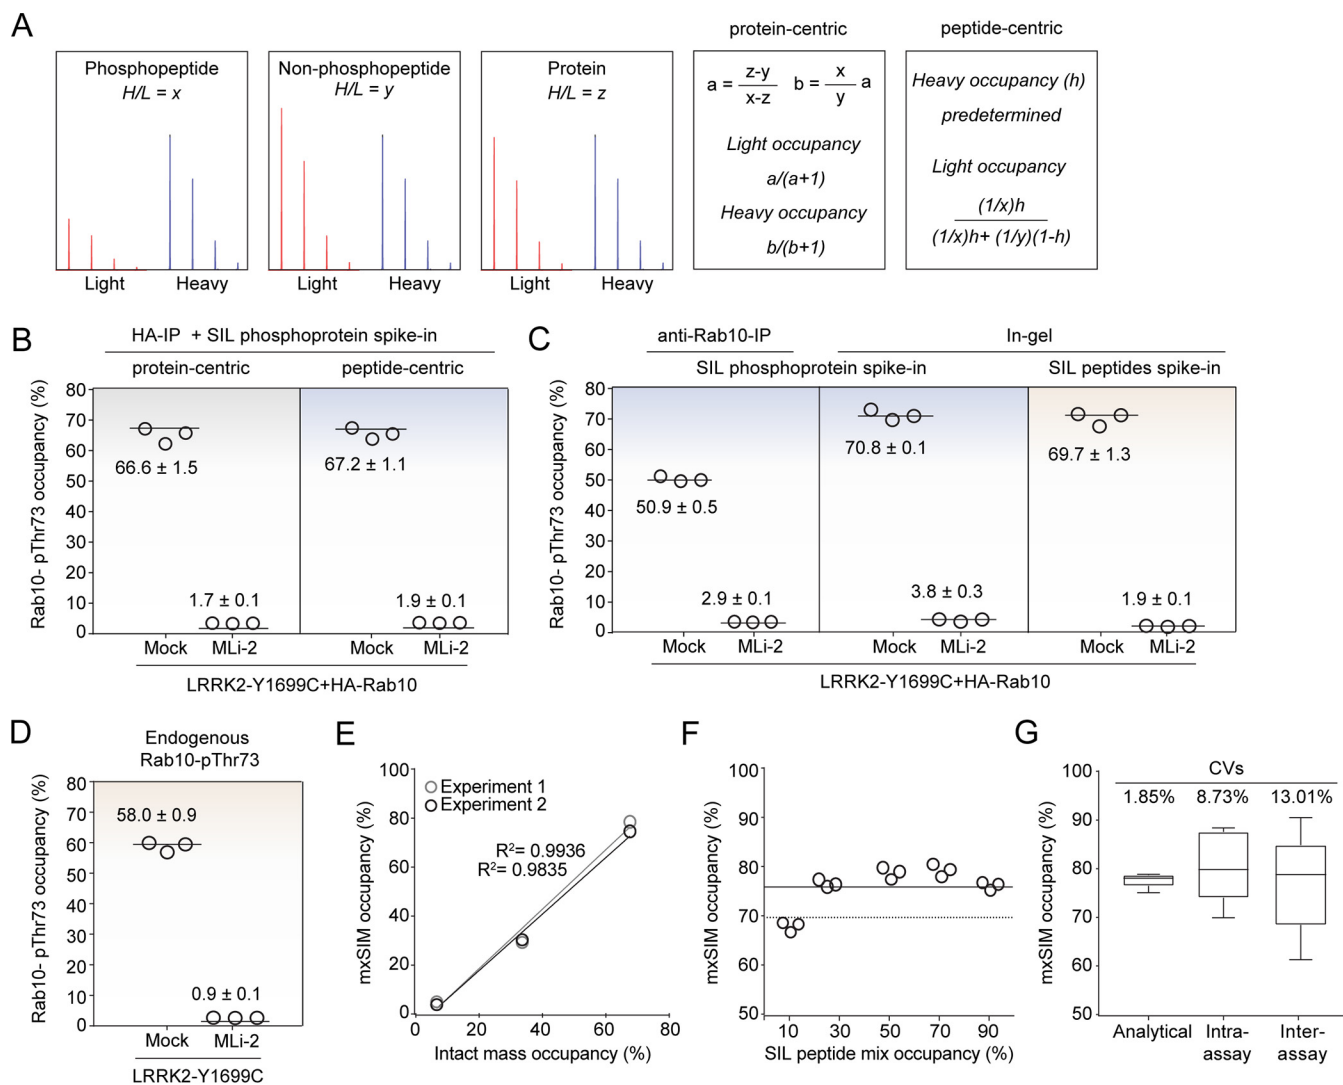 A
Phosphopeptide
H/L = x
Light
Heavy
Non-phosphopeptide
H/L = y
Light
Heavy
Protein
H/L = z
Light
Heavy
protein-centric
a = z-y / x-z   b = x / y a
Light occupancy
a/(a+1)
Heavy occupancy
b/(b+1)
peptide-centric
Heavy occupancy (h)
predetermined
Light occupancy
(1/x)h
(1/x)h+ (1/y)(1-h)
B
HA-IP + SIL phosphoprotein spike-in
protein-centric
peptide-centric
Rab10- pThr73 occupancy (%)
80
70
60
50
40
30
20
10
0
66.6 ± 1.5
1.7 ± 0.1
67.2 ± 1.1
1.9 ± 0.1
Mock
MLi-2
Mock
MLi-2
LRRK2-Y1699C+HA-Rab10
C
anti-Rab10-IP
In-gel
SIL phosphoprotein spike-in
SIL peptides spike-in
Rab10- pThr73 occupancy (%)
80
70
60
50
40
30
20
10
0
50.9 ± 0.5
2.9 ± 0.1
70.8 ± 0.1
3.8 ± 0.3
69.7 ± 1.3
1.9 ± 0.1
Mock
MLi-2
Mock
MLi-2
Mock
MLi-2
LRRK2-Y1699C+HA-Rab10
D
Endogenous
Rab10-pThr73
Rab10- pThr73 occupancy (%)
80
70
60
50
40
30
20
10
0
58.0 ± 0.9
0.9 ± 0.1
Mock
MLi-2
LRRK2-Y1699C
E
mxSIM occupancy (%)
100
80
60
40
20
0
Experiment 1
Experiment 2
R2= 0.9936
R2= 0.9835
0
20
40
60
80
Intact mass occupancy (%)
F
mxSIM occupancy (%)
100
90
80
70
60
50
10
30
50
70
90
SIL peptide mix occupancy (%)
G
CVs
1.85%
8.73%
13.01%
mxSIM occupancy (%)
100
90
80
70
60
50
Analytical
Intra-
assay
Inter-
assay